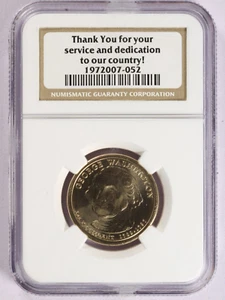 Thank You for your
service and dedication
to our country!
1972007-052
NUMISMATIC GUARANTY CORPORATION
GEORGE WASHINGTON